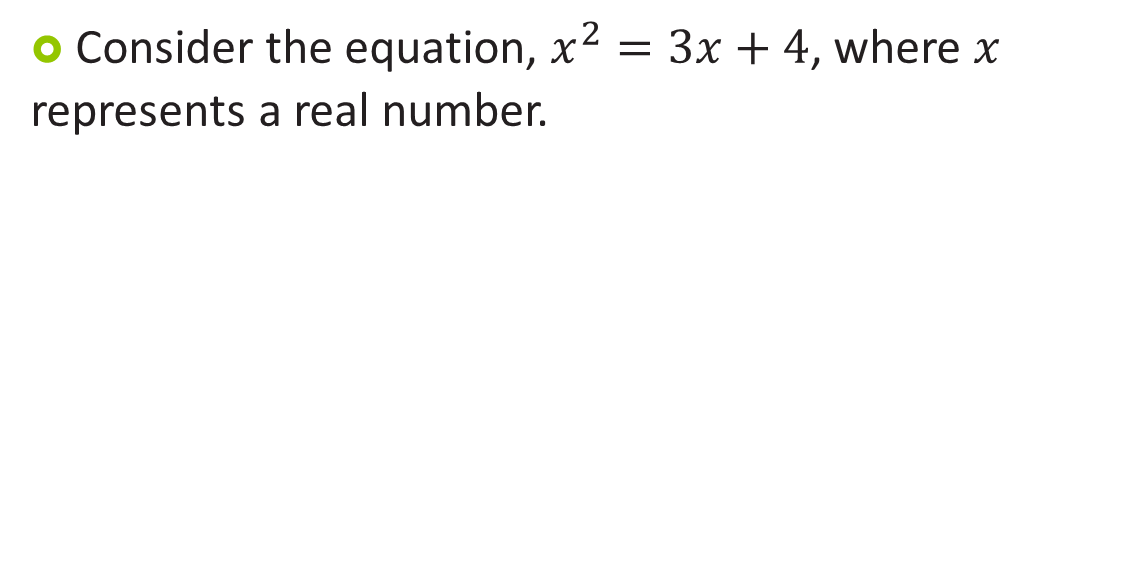 Consider the equation, 𝑥² = 3𝑥 + 4, where 𝑥
represents a real number.